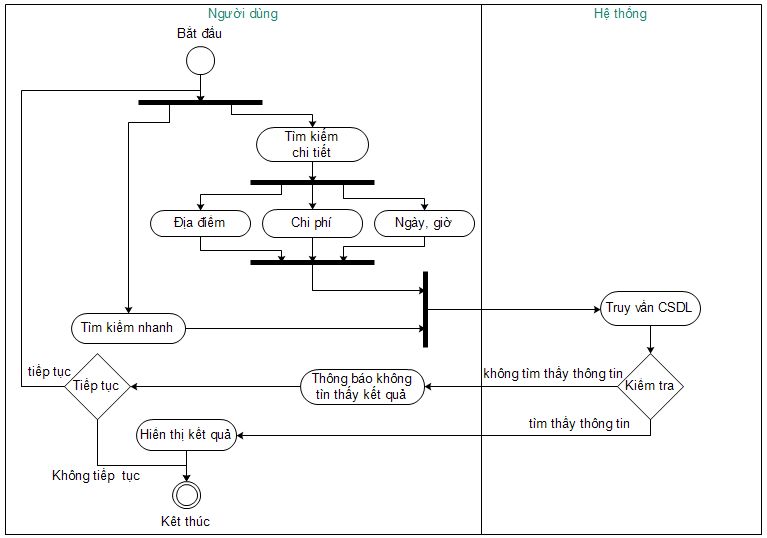 Người dùng
Hệ thống
Bắt đầu
Tìm kiếm
chi tiết
Địa điểm
Chi phí
Ngày, giờ
Truy vấn CSDL
Tìm kiếm nhanh
tiếp tục
Tiếp tục
Thông báo không
tìn thấy kết quả
không tìm thấy thông tin
Kiểm tra
Hiển thị kết quả
tìm thấy thông tin
Không tiếp tục
Kết thúc